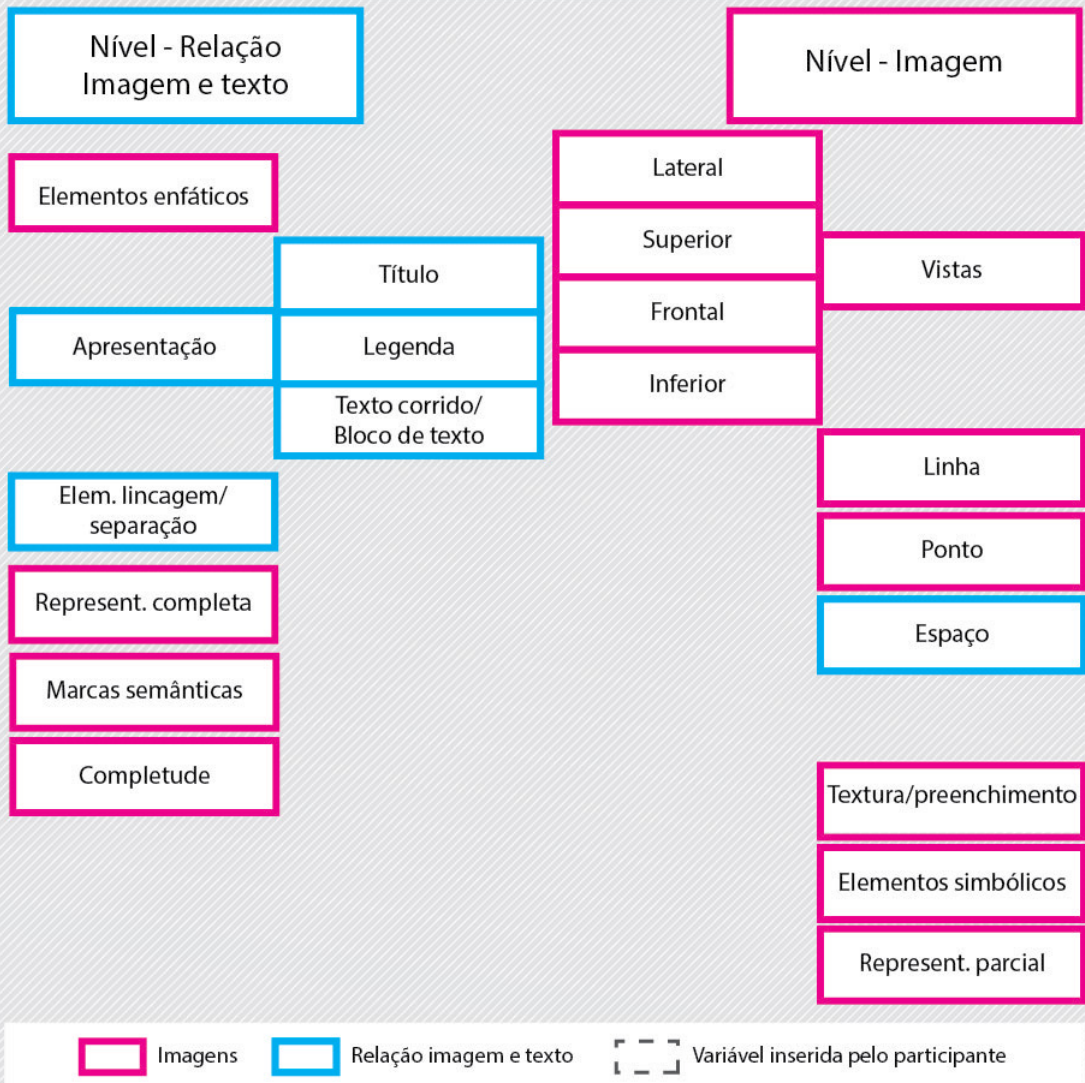 Nível - Relação
Imagem e texto
Nível - Imagem
Elementos enfáticos
Apresentação
Título
Legenda
Texto corrido/
Bloco de texto
Elem. lincagem/
separação
Represent. completa
Marcas semânticas
Completude
Lateral
Superior
Frontal
Inferior
Vistas
Linha
Ponto
Espaço
Textura/preenchimento
Elementos simbólicos
Represent. parcial
Imagens
Relação imagem e texto
Variável inserida pelo participante